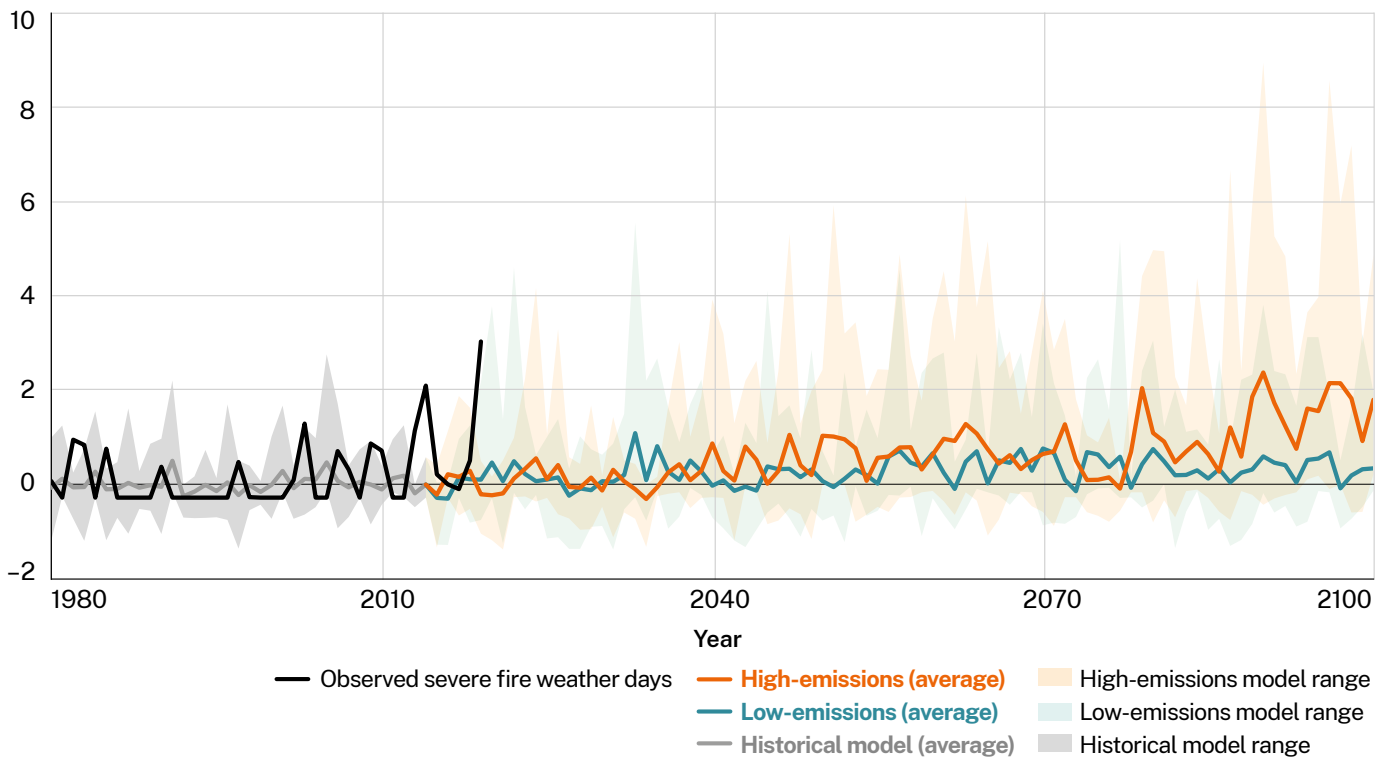 10
8
6
4
2
0
–2
1980 2010 2040 2070 2100
Year
Observed severe fire weather days
High-emissions (average)
Low-emissions (average)
Historical model (average)
High-emissions model range
Low-emissions model range
Historical model range